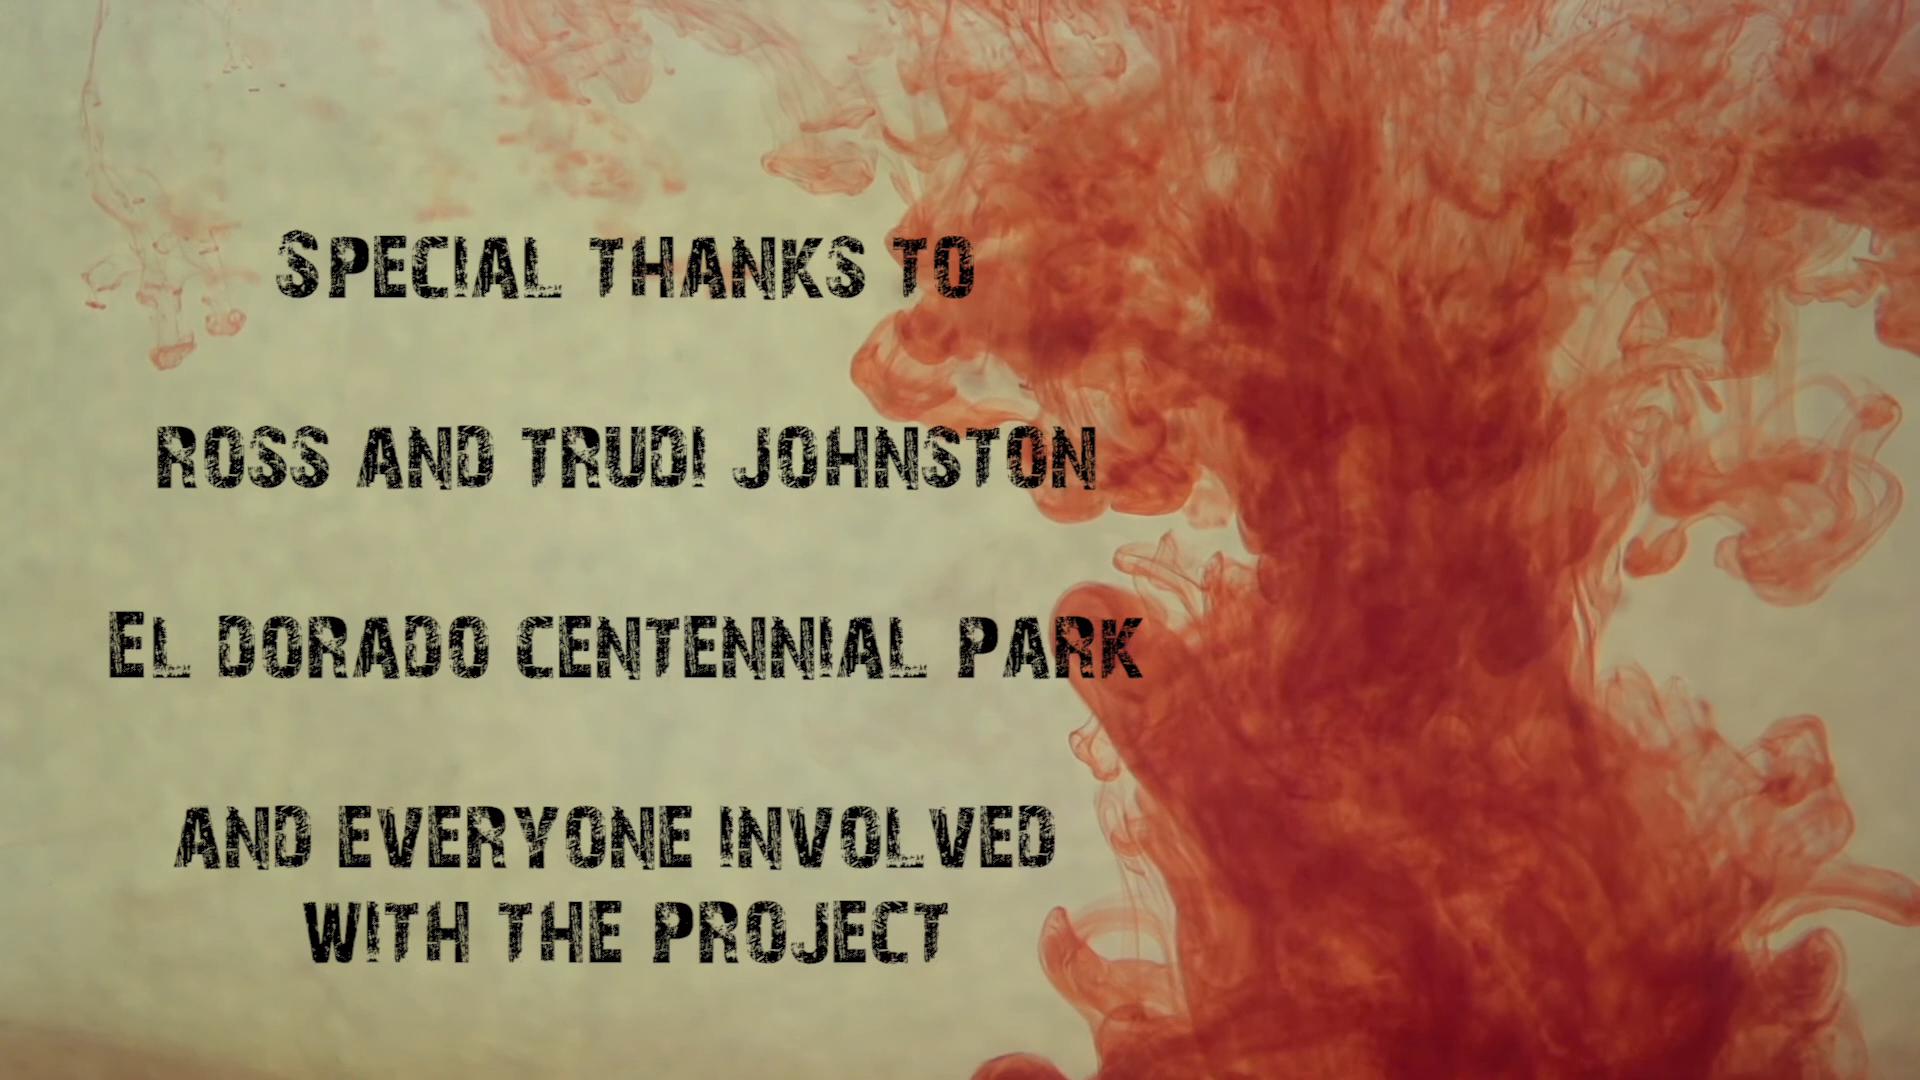 Special thanks to
Ross and Trudi Johnston
El Dorado Centennial Park
and everyone involved
with the project